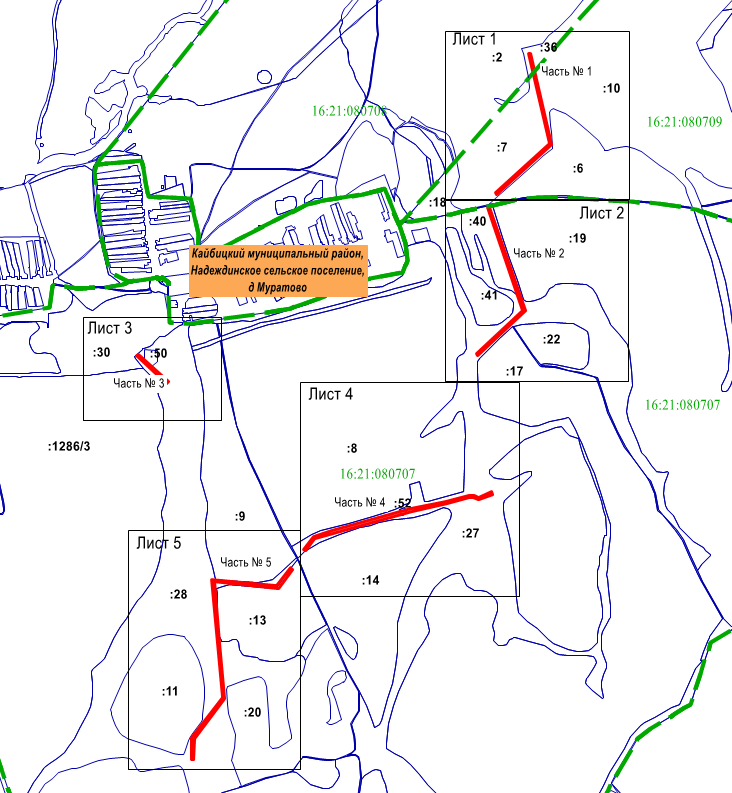 Лист 1
:36
:2
Часть № 1
:10
16:21:080708
16:21:080709
:7
:6
:18
Лист 2
:40
:19
Кайбицкий муниципальный район,
Надеждинское сельское поселение,
д Муратово
Часть № 2
:41
Лист 3
:22
:30
:50
:17
Часть № 3
Лист 4
16:21:080707
:1286/3
:8
16:21:080707
Часть № 4
:52
:9
:27
Лист 5
Часть № 5
:14
:28
:13
:11
:20